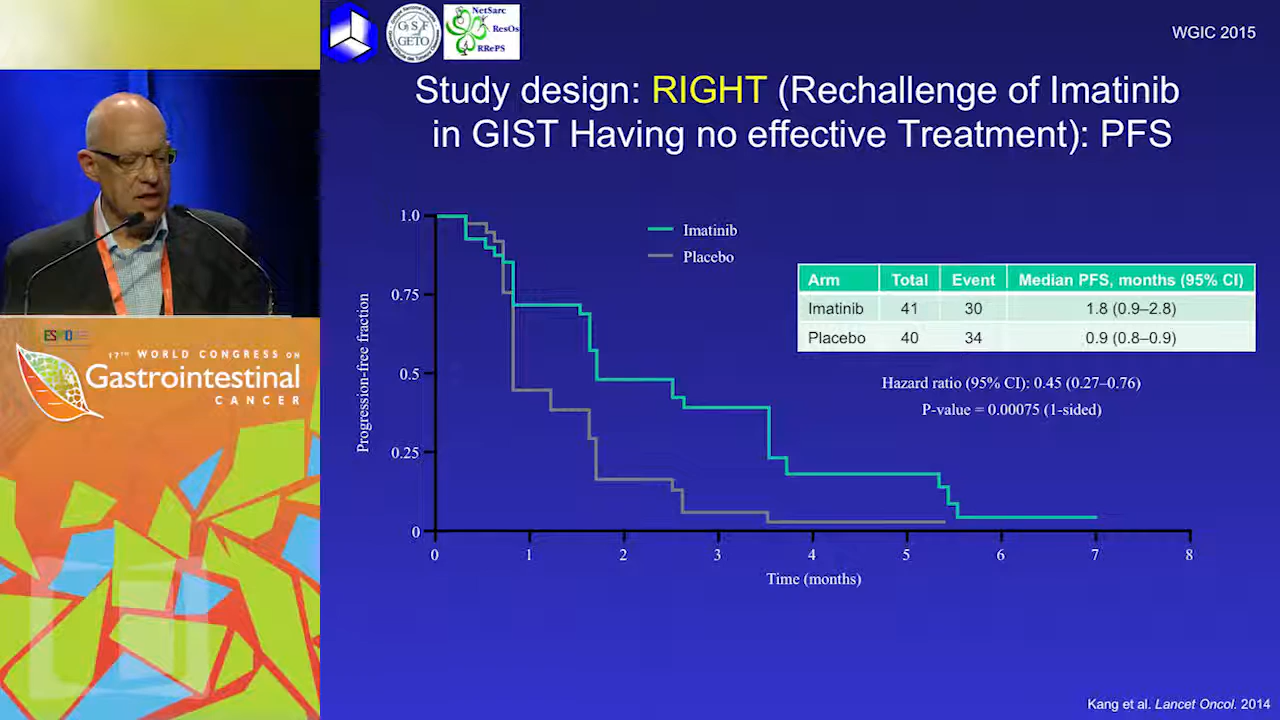 NetSarc
ResOs
RRePS
GSF
GETO
WGIC 2015
Study design: RIGHT (Rechallenge of Imatinib
in GIST Having no effective Treatment): PFS
1.0
0.75
0.5
0.25
0
Progression-free fraction
Imatinib
Placebo
0 1 2 3 4 5 6 7 8
Time (months)
Arm Total Event Median PFS, months (95% CI)
Imatinib 41 30 1.8 (0.9–2.8)
Placebo 40 34 0.9 (0.8–0.9)
Hazard ratio (95% CI): 0.45 (0.27–0.76)
P-value = 0.00075 (1-sided)
Kang et al. Lancet Oncol. 2014
17TH WORLD CONGRESS ON
Gastrointestinal
CANCER